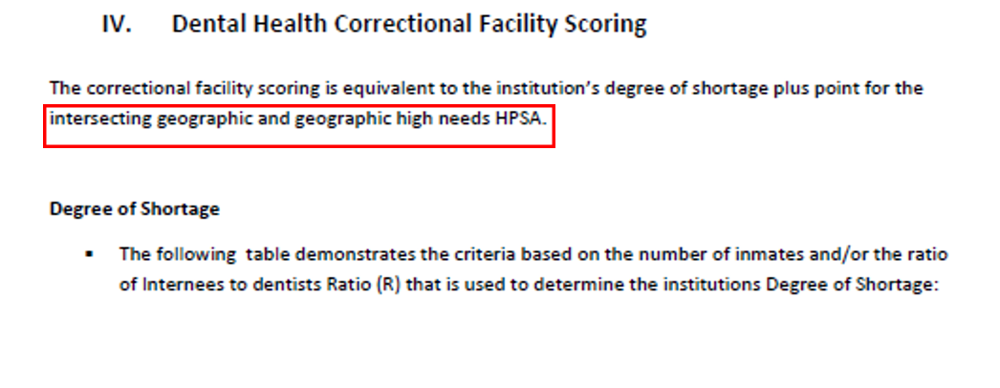 IV. Dental Health Correctional Facility Scoring
The correctional facility scoring is equivalent to the institution's degree of shortage plus point for the
intersecting geographic and geographic high needs HPSA.
Degree of Shortage
▪ The following table demonstrates the criteria based on the number of inmates and/or the ratio
of Internees to dentists Ratio (R) that is used to determine the institutions Degree of Shortage: